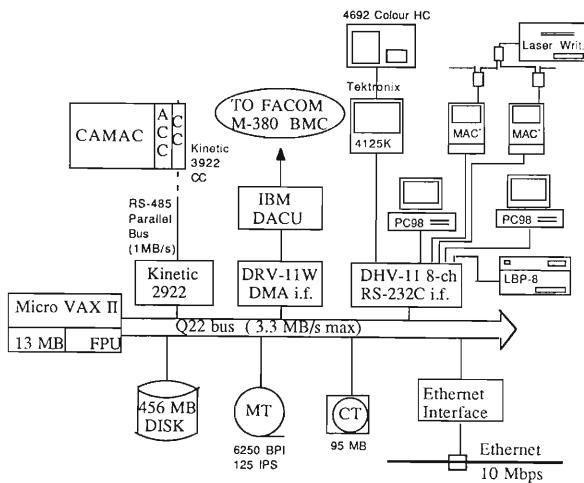 4692 Colour HC
Laser Writ.
Tektronix
4125K
MAC*
MAC*
TO FACOM
M-380 BMC
CAMAC
ACC
CC
Kinetic
3922
CC
RS-485
Parallel
Bus
(1MB/s)
IBM
DACU
PC98
PC98
Kinetic
2922
DRV-11W
DMA i.f.
DHV-11 8-ch
RS-232C i.f.
LBP-8
Micro VAX II
13 MB
FPU
Q22 bus ( 3.3 MB/s max)
456 MB
DISK
MT
6250 BPI
125 IPS
CT
95 MB
Ethernet
Interface
Ethernet
10 Mbps